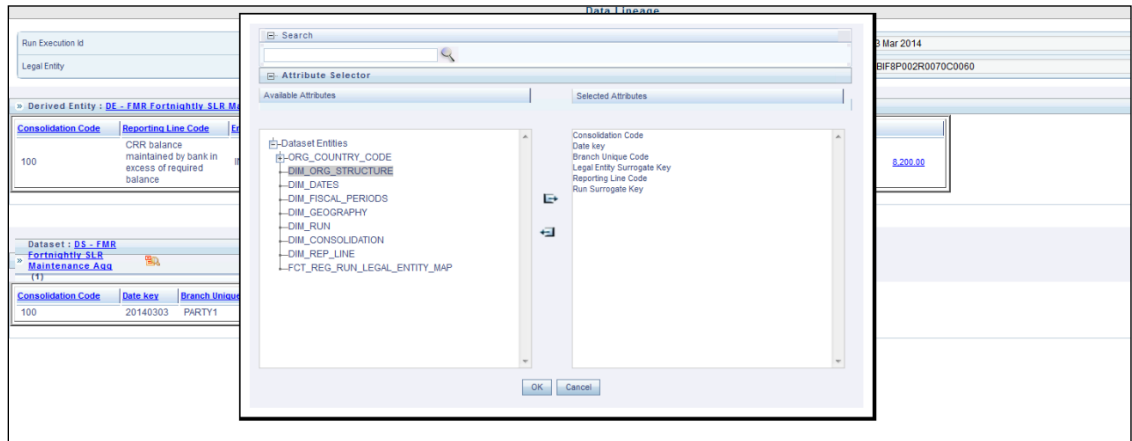 Data Lineage
Run Execution Id
3 Mar 2014
Legal Entity
BIF8P002R0070C0060
» Derived Entity : DE - FMR Fortnightly SLR Ma
Consolidation Code Reporting Line Code
100
CRR balance
maintained by bank in
excess of required
balance
8,200.00
Dataset : DS - FMR
Fortnightly SLR
» Maintenance Agg
(1)
Consolidation Code Date key Branch Unique
100 20140303 PARTY1
Search
Attribute Selector
Available Attributes
Selected Attributes
Dataset Entities
ORG_COUNTRY_CODE
DIM_ORG_STRUCTURE
DIM_DATES
DIM_FISCAL_PERIODS
DIM_GEOGRAPHY
DIM_RUN
DIM_CONSOLIDATION
DIM_REP_LINE
FCT_REG_RUN_LEGAL_ENTITY_MAP
Consolidation Code
Date key
Branch Unique Code
Legal Entity Surrogate Key
Reporting Line Code
Run Surrogate Key
OK Cancel